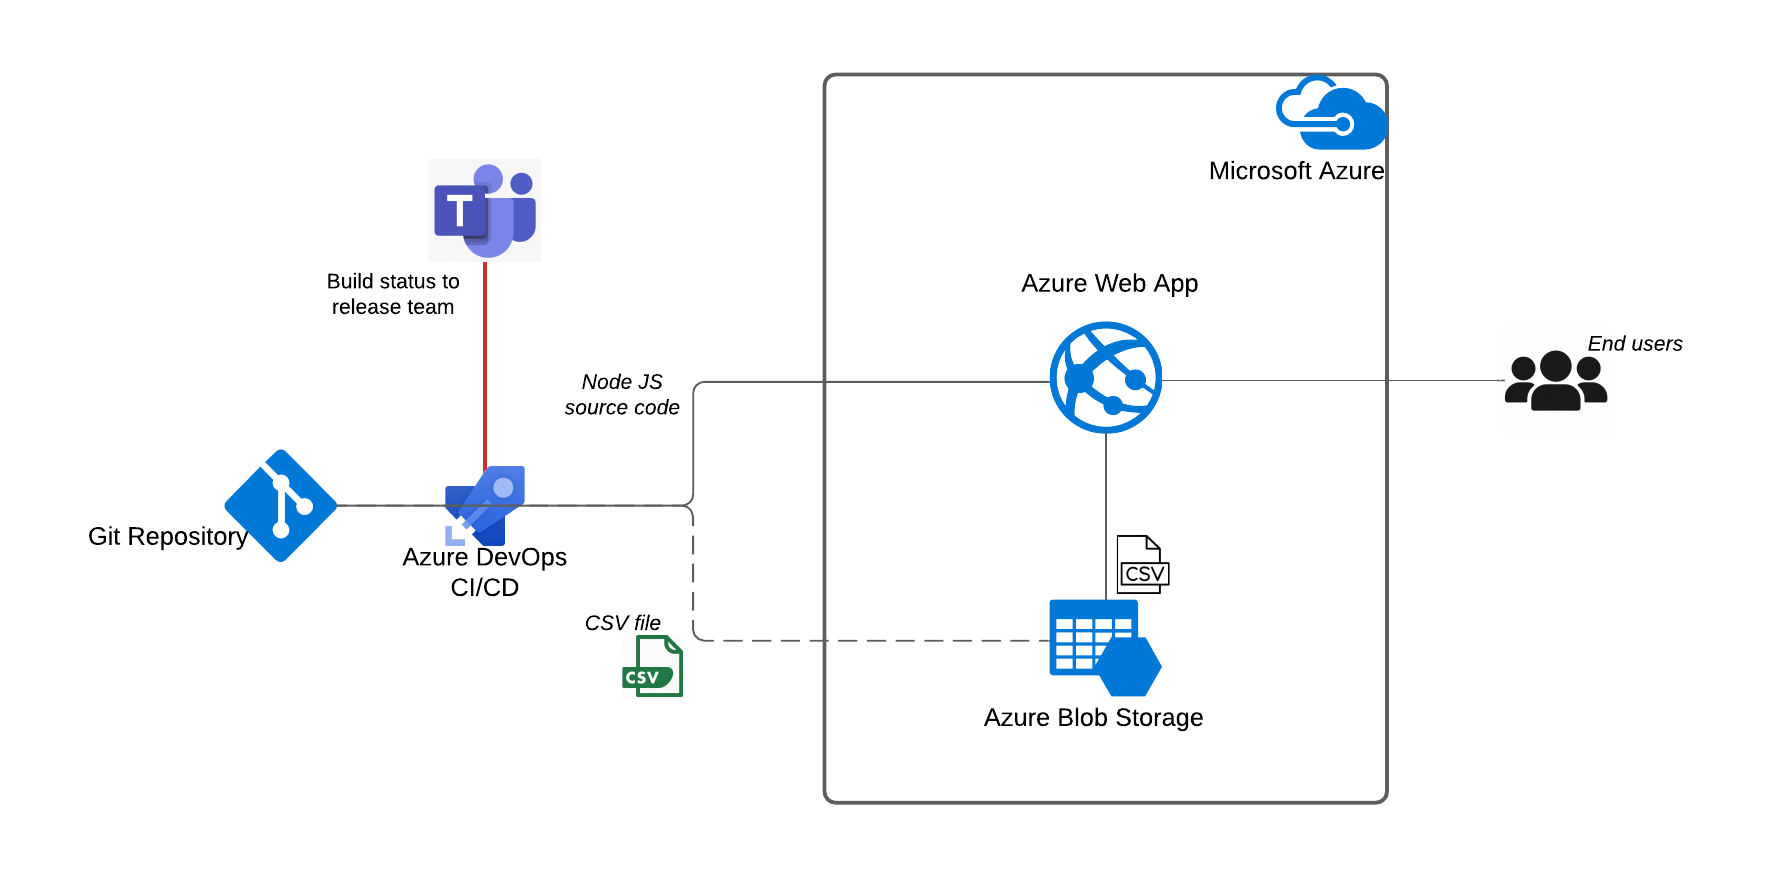 Microsoft Azure
T
Build status to
release team
Azure Web App
End users
Node JS
source code
Git Repository
Azure DevOps
CI/CD
CSV
CSV file
CSV
Azure Blob Storage